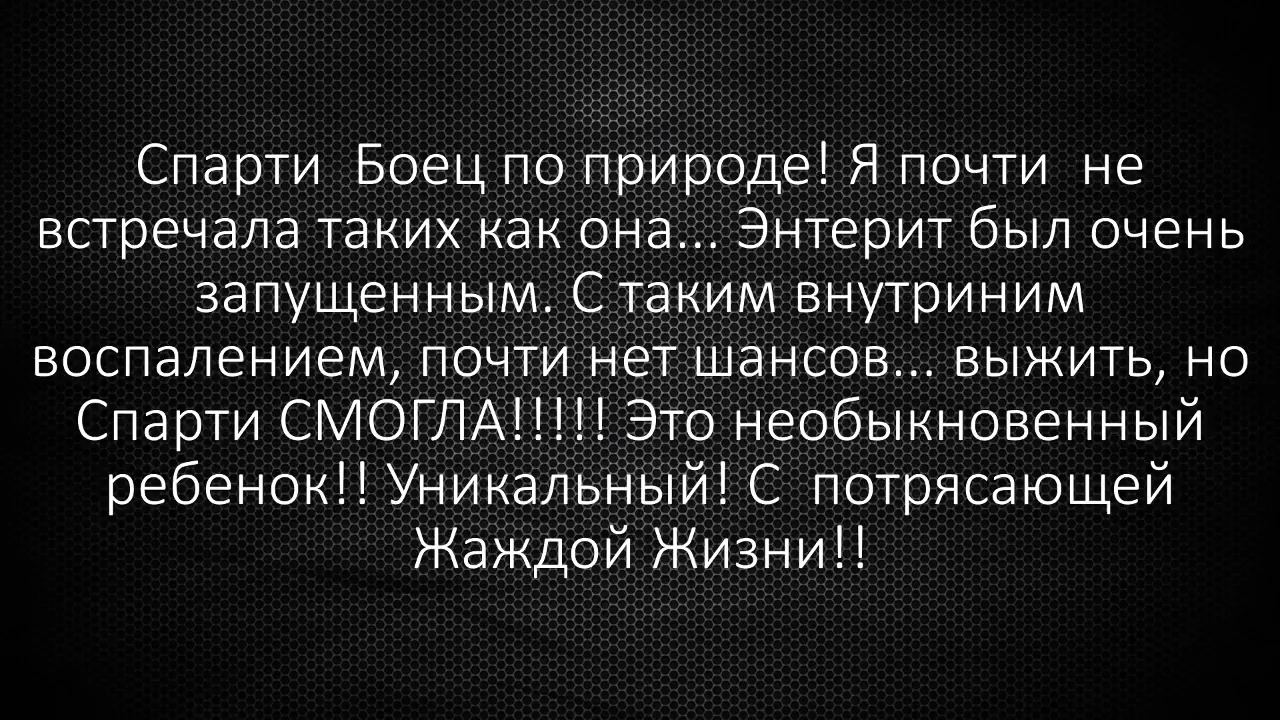 Спарти  Боец по природе! Я почти  не
встречала таких как она... Энтерит был очень
запущенным. С таким внутриним
воспалением, почти нет шансов... выжить, но
Спарти СМОГЛА!!!!! Это необыкновенный
ребенок!! Уникальный! С  потрясающей
Жаждой Жизни!!